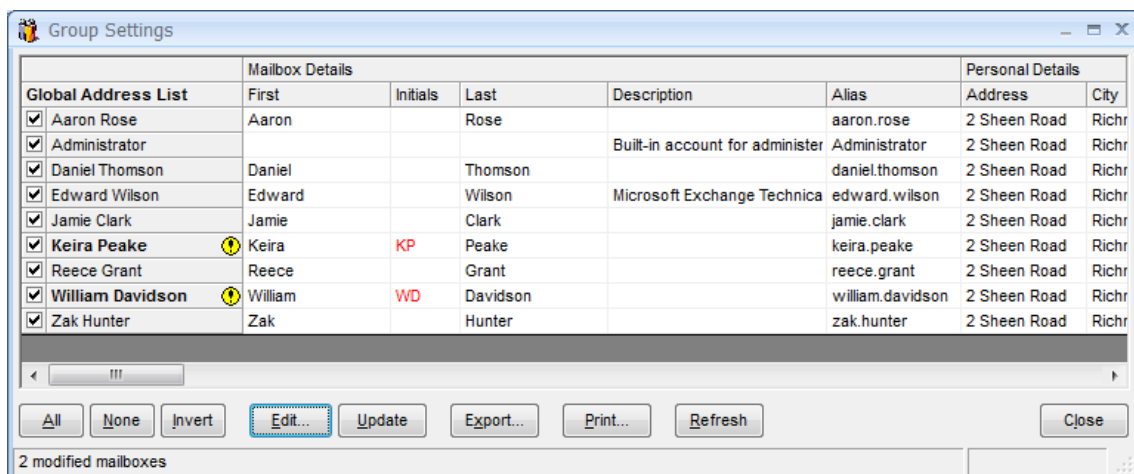 Group Settings
Mailbox Details Personal Details
Global Address List First Initials Last Description Alias Address City
Aaron Rose Aaron Rose aaron.rose 2 Sheen Road Richr
Administrator Built-in account for administer Administrator 2 Sheen Road Richr
Daniel Thomson Daniel Thomson daniel.thomson 2 Sheen Road Richr
Edward Wilson Edward Wilson Microsoft Exchange Technica edward.wilson 2 Sheen Road Richr
Jamie Clark Jamie Clark jamie.clark 2 Sheen Road Richr
Keira Peake Keira KP Peake keira.peake 2 Sheen Road Richr
Reece Grant Reece Grant reece.grant 2 Sheen Road Richr
William Davidson William WD Davidson william.davidson 2 Sheen Road Richr
Zak Hunter Zak Hunter zak.hunter 2 Sheen Road Richr
All None Invert Edit... Update Export... Print... Refresh Close
2 modified mailboxes